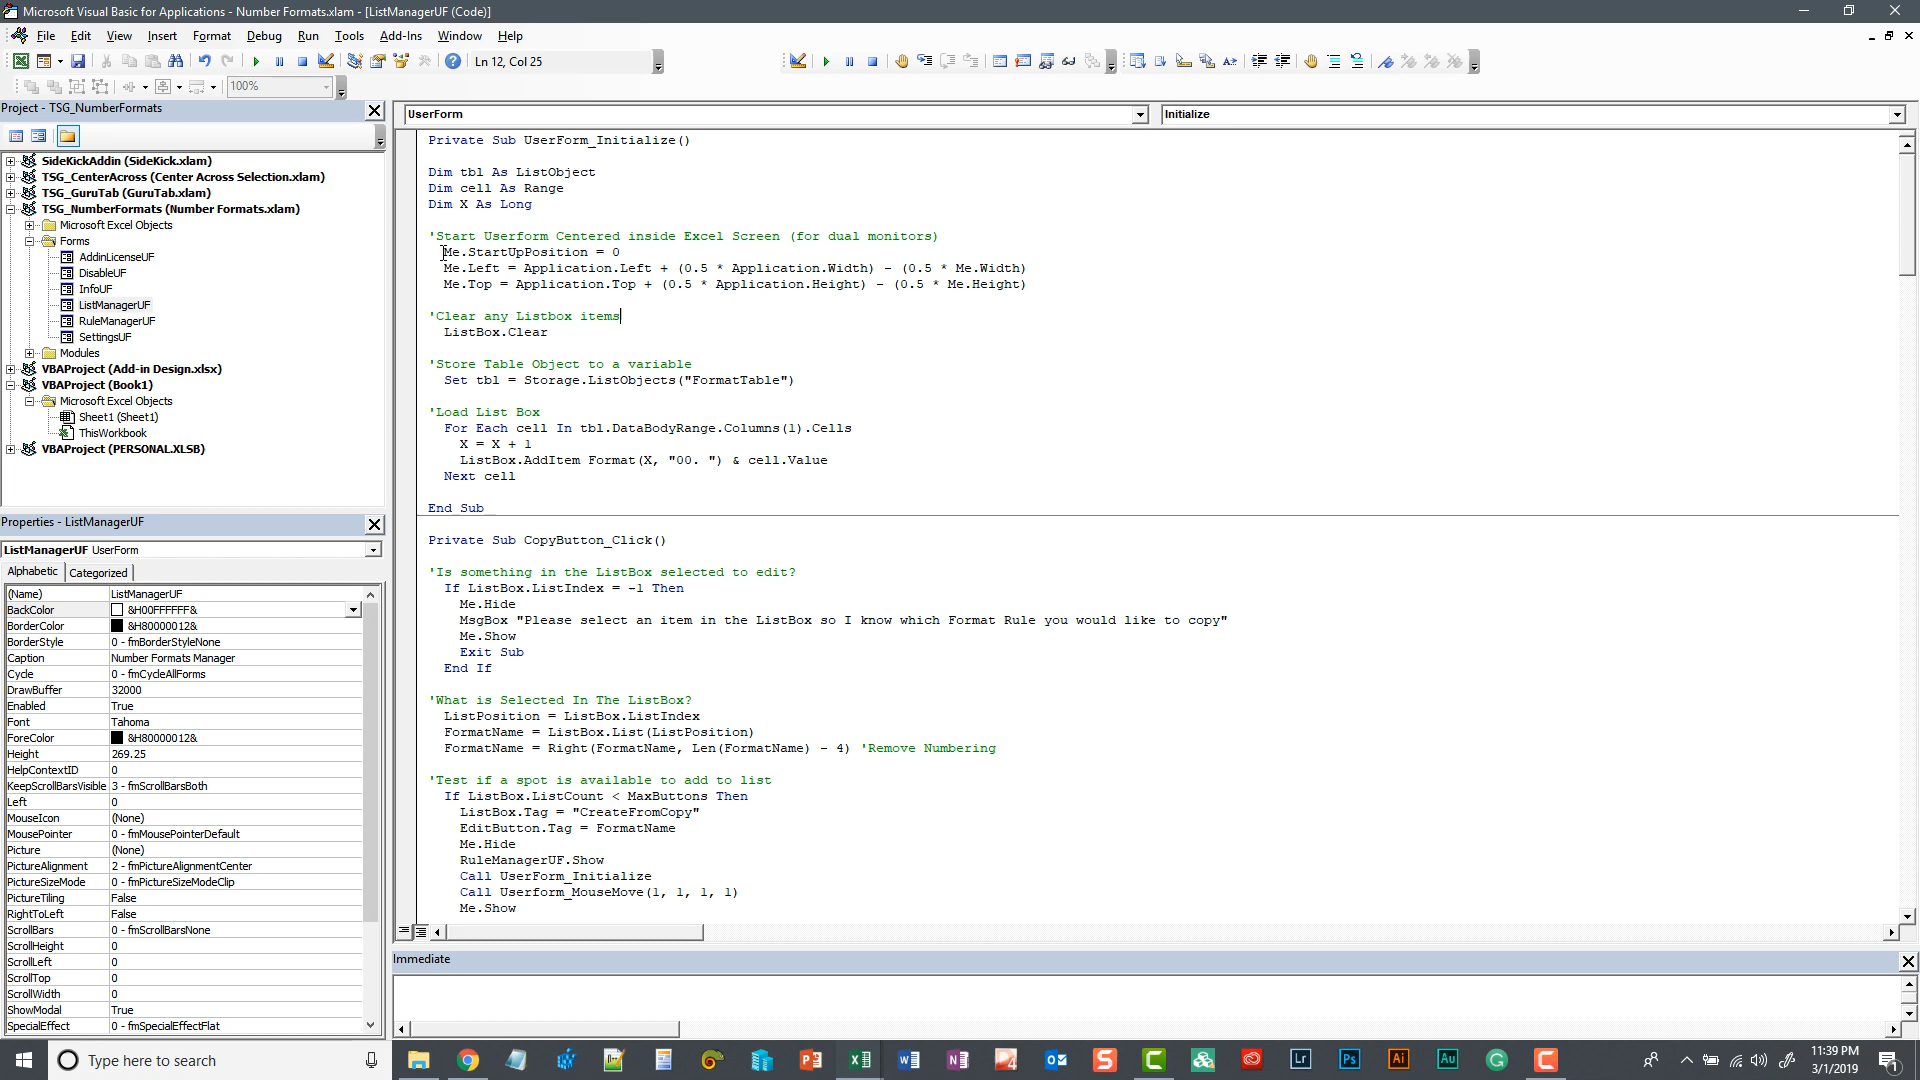 Microsoft Visual Basic for Applications - Number Formats.xlam - [ListManagerUF (Code)]
File Edit View Insert Format Debug Run Tools Add-Ins Window Help
Ln 12, Col 25
100%
Project - TSG_NumberFormats
SideKickAddin (SideKick.xlam)
TSG_CenterAcross (Center Across Selection.xlam)
TSG_GuruTab (GuruTab.xlam)
TSG_NumberFormats (Number Formats.xlam)
Microsoft Excel Objects
Forms
AddinLicenseUF
DisableUF
InfoUF
ListManagerUF
RuleManagerUF
SettingsUF
Modules
VBAProject (Add-in Design.xlsx)
VBAProject (Book1)
Microsoft Excel Objects
Sheet1 (Sheet1)
ThisWorkbook
VBAProject (PERSONAL.XLSB)
Properties - ListManagerUF
ListManagerUF UserForm
Alphabetic Categorized
(Name) ListManagerUF
BackColor &H00FFFFFF&
BorderColor &H80000012&
BorderStyle 0 - fmBorderStyleNone
Caption Number Formats Manager
Cycle 0 - fmCycleAllForms
DrawBuffer 32000
Enabled True
Font Tahoma
ForeColor &H80000012&
Height 269.25
HelpContextID 0
KeepScrollBarsVisible 3 - fmScrollBarsBoth
Left 0
MouseIcon (None)
MousePointer 0 - fmMousePointerDefault
Picture (None)
PictureAlignment 2 - fmPictureAlignmentCenter
PictureSizeMode 0 - fmPictureSizeModeClip
PictureTiling False
RightToLeft False
ScrollBars 0 - fmScrollBarsNone
ScrollHeight 0
ScrollLeft 0
ScrollTop 0
ScrollWidth 0
ShowModal True
SpecialEffect 0 - fmSpecialEffectFlat
UserForm Initialize
Private Sub UserForm_Initialize()
Dim tbl As ListObject
Dim cell As Range
Dim X As Long
'Start Userform Centered inside Excel Screen (for dual monitors)
Me.StartUpPosition = 0
Me.Left = Application.Left + (0.5 * Application.Width) - (0.5 * Me.Width)
Me.Top = Application.Top + (0.5 * Application.Height) - (0.5 * Me.Height)
'Clear any Listbox items
ListBox.Clear
'Store Table Object to a variable
Set tbl = Storage.ListObjects("FormatTable")
'Load List Box
For Each cell In tbl.DataBodyRange.Columns(1).Cells
X = X + 1
ListBox.AddItem Format(X, "00. ") & cell.Value
Next cell
End Sub
Private Sub CopyButton_Click()
'Is something in the ListBox selected to edit?
If ListBox.ListIndex = -1 Then
Me.Hide
MsgBox "Please select an item in the ListBox so I know which Format Rule you would like to copy"
Me.Show
Exit Sub
End If
'What is Selected In The ListBox?
ListPosition = ListBox.ListIndex
FormatName = ListBox.List(ListPosition)
FormatName = Right(FormatName, Len(FormatName) - 4) 'Remove Numbering
'Test if a spot is available to add to list
If ListBox.ListCount < MaxButtons Then
ListBox.Tag = "CreateFromCopy"
EditButton.Tag = FormatName
Me.Hide
RuleManagerUF.Show
Call UserForm_Initialize
Call Userform_MouseMove(1, 1, 1, 1)
Me.Show
Immediate
Type here to search
Lr Ps Ai Au
11:39 PM
3/1/2019
1